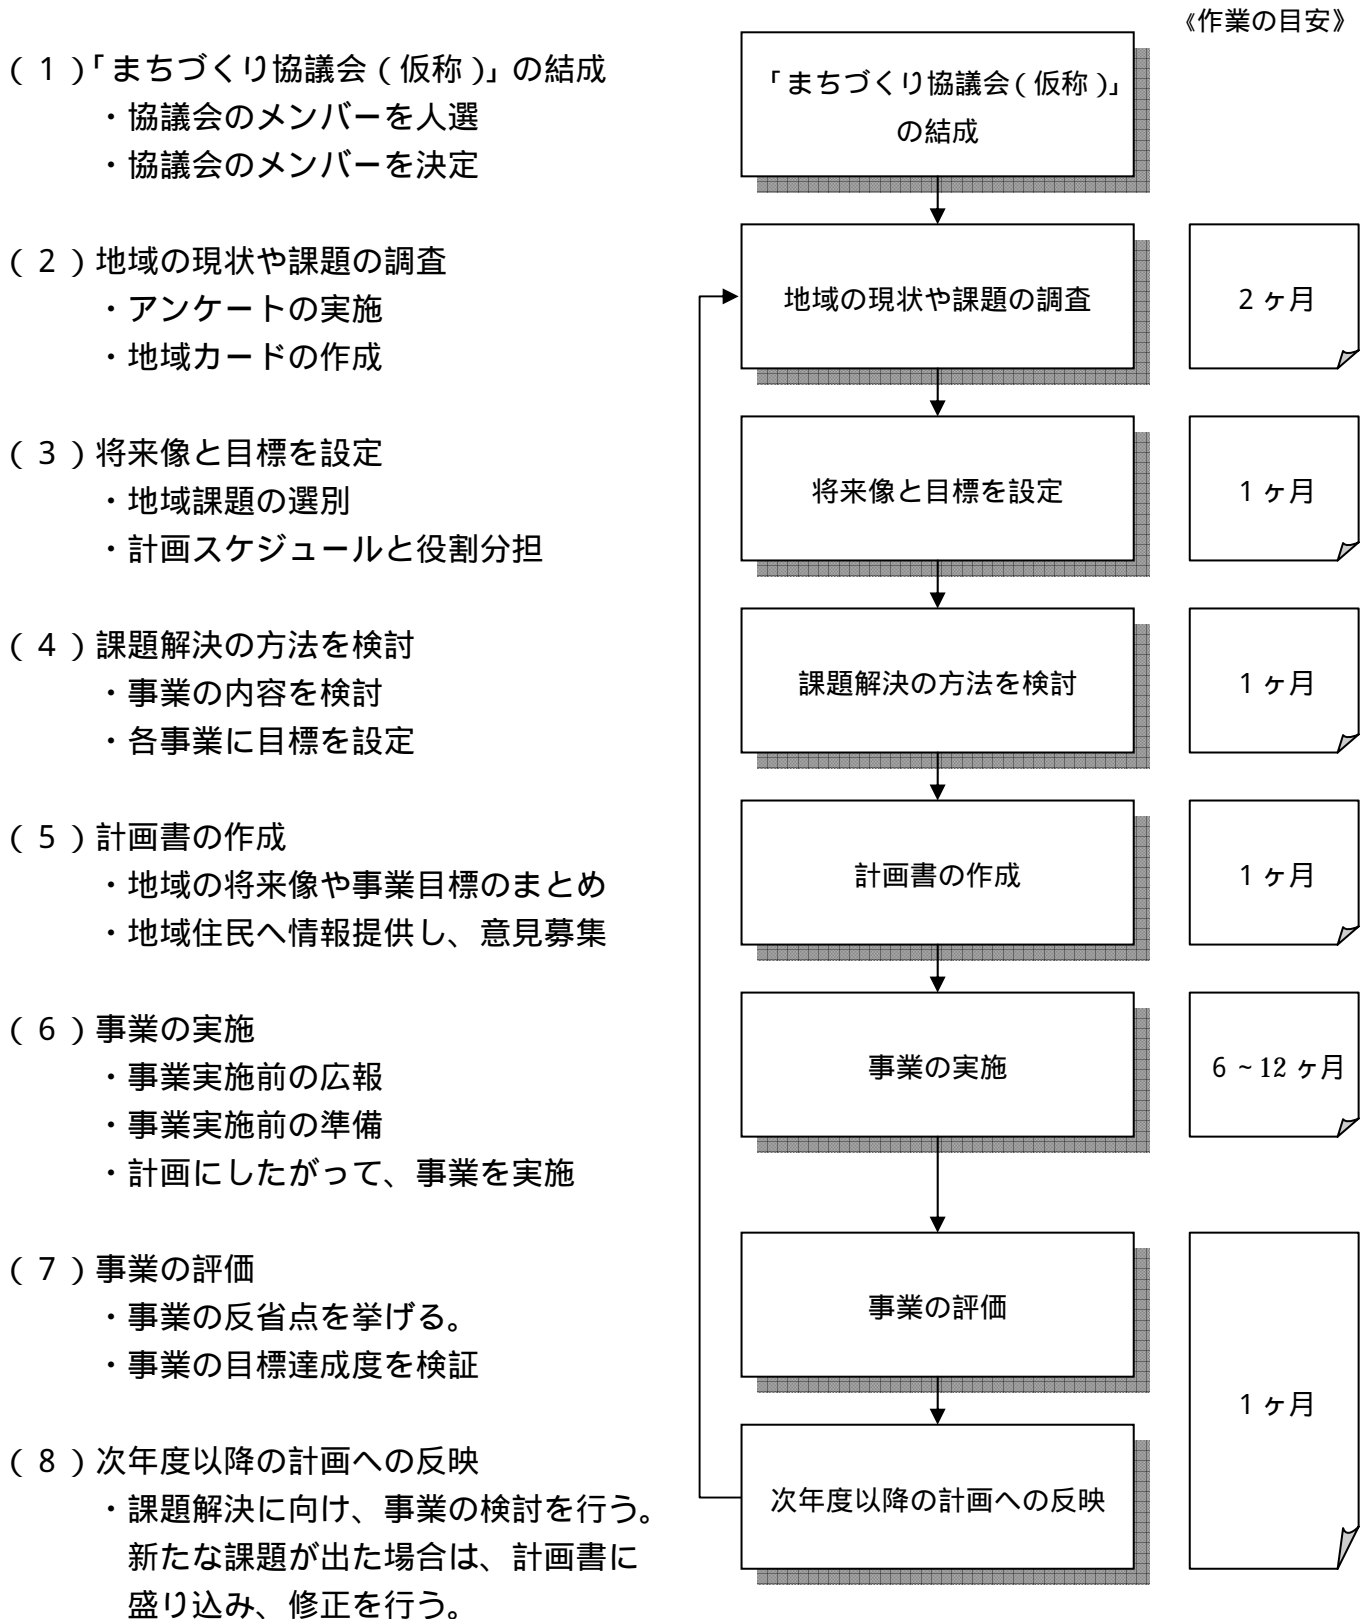 《作業の目安》
(1)「まちづくり協議会(仮称)」の結成
・協議会のメンバーを人選
・協議会のメンバーを決定
(2)地域の現状や課題の調査
・アンケートの実施
・地域カードの作成
(3)将来像と目標を設定
・地域課題の選別
・計画スケジュールと役割分担
(4)課題解決の方法を検討
・事業の内容を検討
・各事業に目標を設定
(5)計画書の作成
・地域の将来像や事業目標のまとめ
・地域住民へ情報提供し、意見募集
(6)事業の実施
・事業実施前の広報
・事業実施前の準備
・計画にしたがって、事業を実施
(7)事業の評価
・事業の反省点を挙げる。
・事業の目標達成度を検証
(8)次年度以降の計画への反映
・課題解決に向け、事業の検討を行う。
新たな課題が出た場合は、計画書に
盛り込み、修正を行う。
「まちづくり協議会(仮称)」
の結成
地域の現状や課題の調査
2ヶ月
将来像と目標を設定
1ヶ月
課題解決の方法を検討
1ヶ月
計画書の作成
1ヶ月
事業の実施
6~12ヶ月
事業の評価
1ヶ月
次年度以降の計画への反映